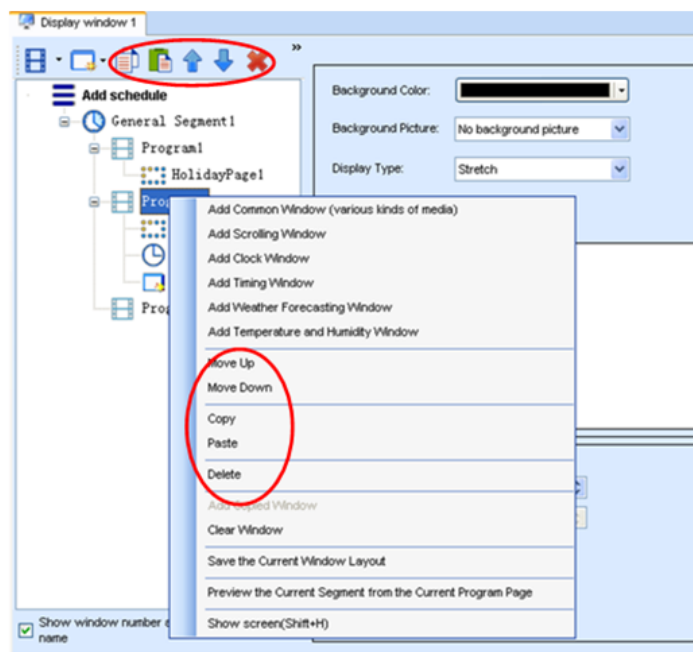 Display window 1
»
Add schedule
General Segment1
Program1
HolidayPage1
Background Color:
Background Picture: No background picture
Display Type: Stretch
Add Common Window (various kinds of media)
Add Scrolling Window
Add Clock Window
Add Timing Window
Add Weather Forecasting Window
Add Temperature and Humidity Window
Move Up
Move Down
Copy
Paste
Delete
Add Copied Window
Clear Window
Save the Current Window Layout
Preview the Current Segment from the Current Program Page
Show screen(Shift+H)
Show window number
name